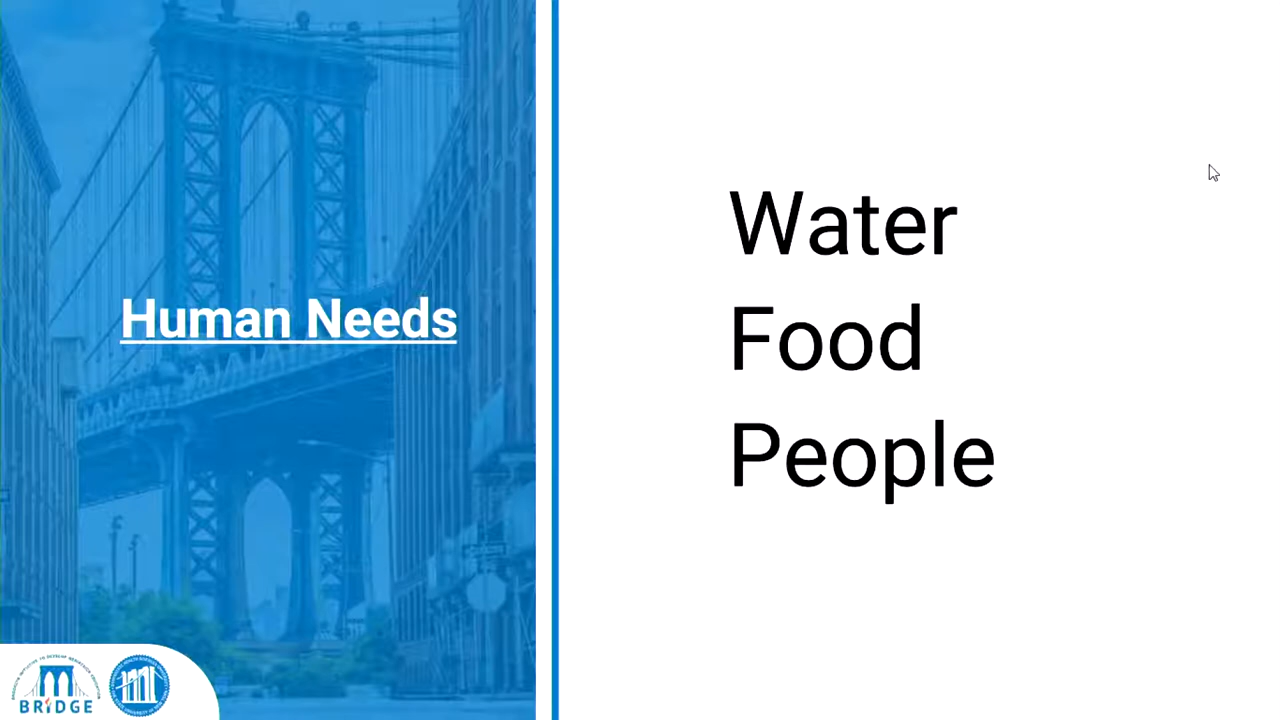 Human Needs
Water
Food
People
BRIDGE